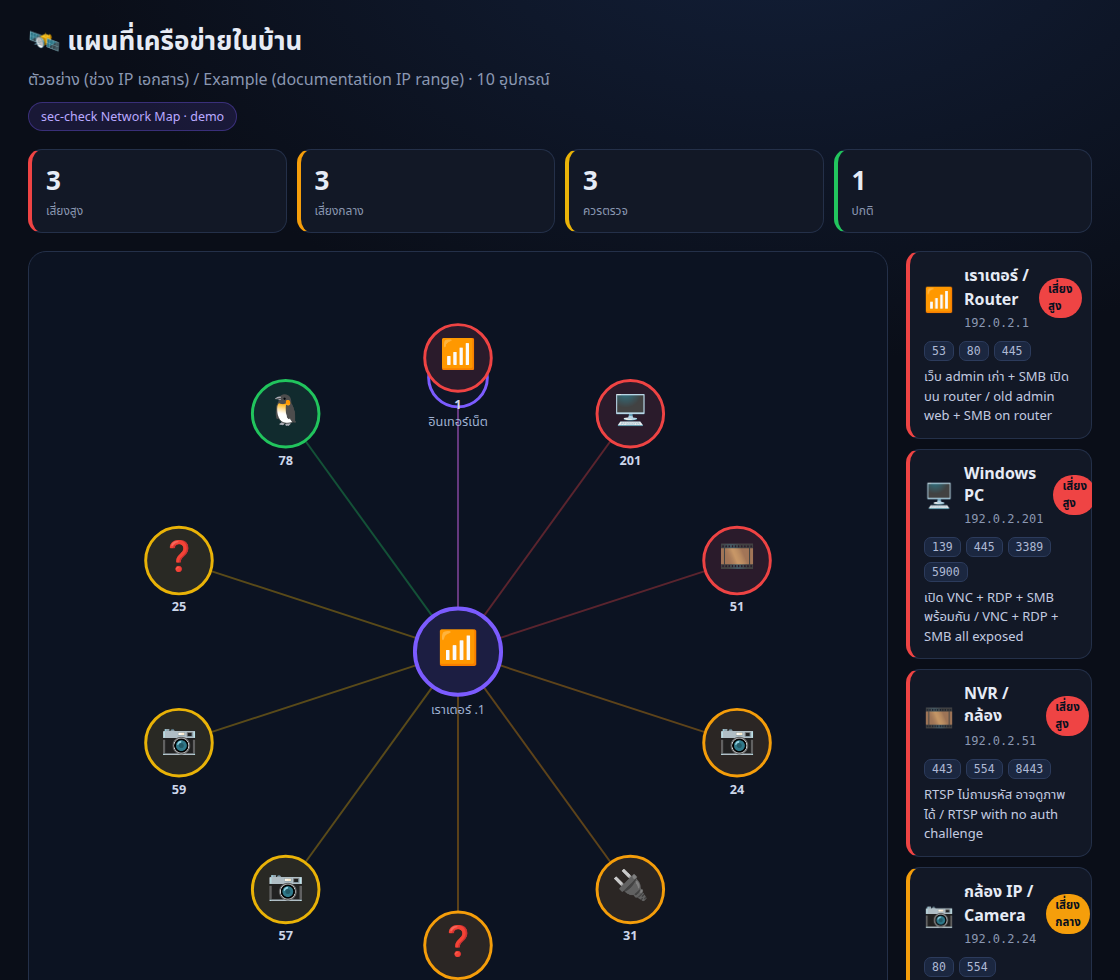 แผนที่เครือข่ายในบ้าน
ตัวอย่าง (ช่วง IP เอกสาร) / Example (documentation IP range) · 10 อุปกรณ์
sec-check Network Map · demo
3
เสี่ยงสูง
3
เสี่ยงกลาง
3
ควรตรวจ
1
ปกติ
1
อินเทอร์เน็ต
78
201
25
51
เราเตอร์ .1
59
24
57
31
เราเตอร์ /
Router
192.0.2.1
เสี่ยง
สูง
53 80 445
เว็บ admin เก่า + SMB เปิด
บน router / old admin
web + SMB on router
Windows
PC
192.0.2.201
เสี่ยง
สูง
139 445 3389
5900
เปิด VNC + RDP + SMB
พร้อมกัน / VNC + RDP +
SMB all exposed
NVR /
กล้อง
192.0.2.51
เสี่ยง
สูง
443 554 8443
RTSP ไม่ถามรหัส อาจดูภาพ
ได้ / RTSP with no auth
challenge
กล้อง IP /
Camera
192.0.2.24
เสี่ยง
กลาง
80 554